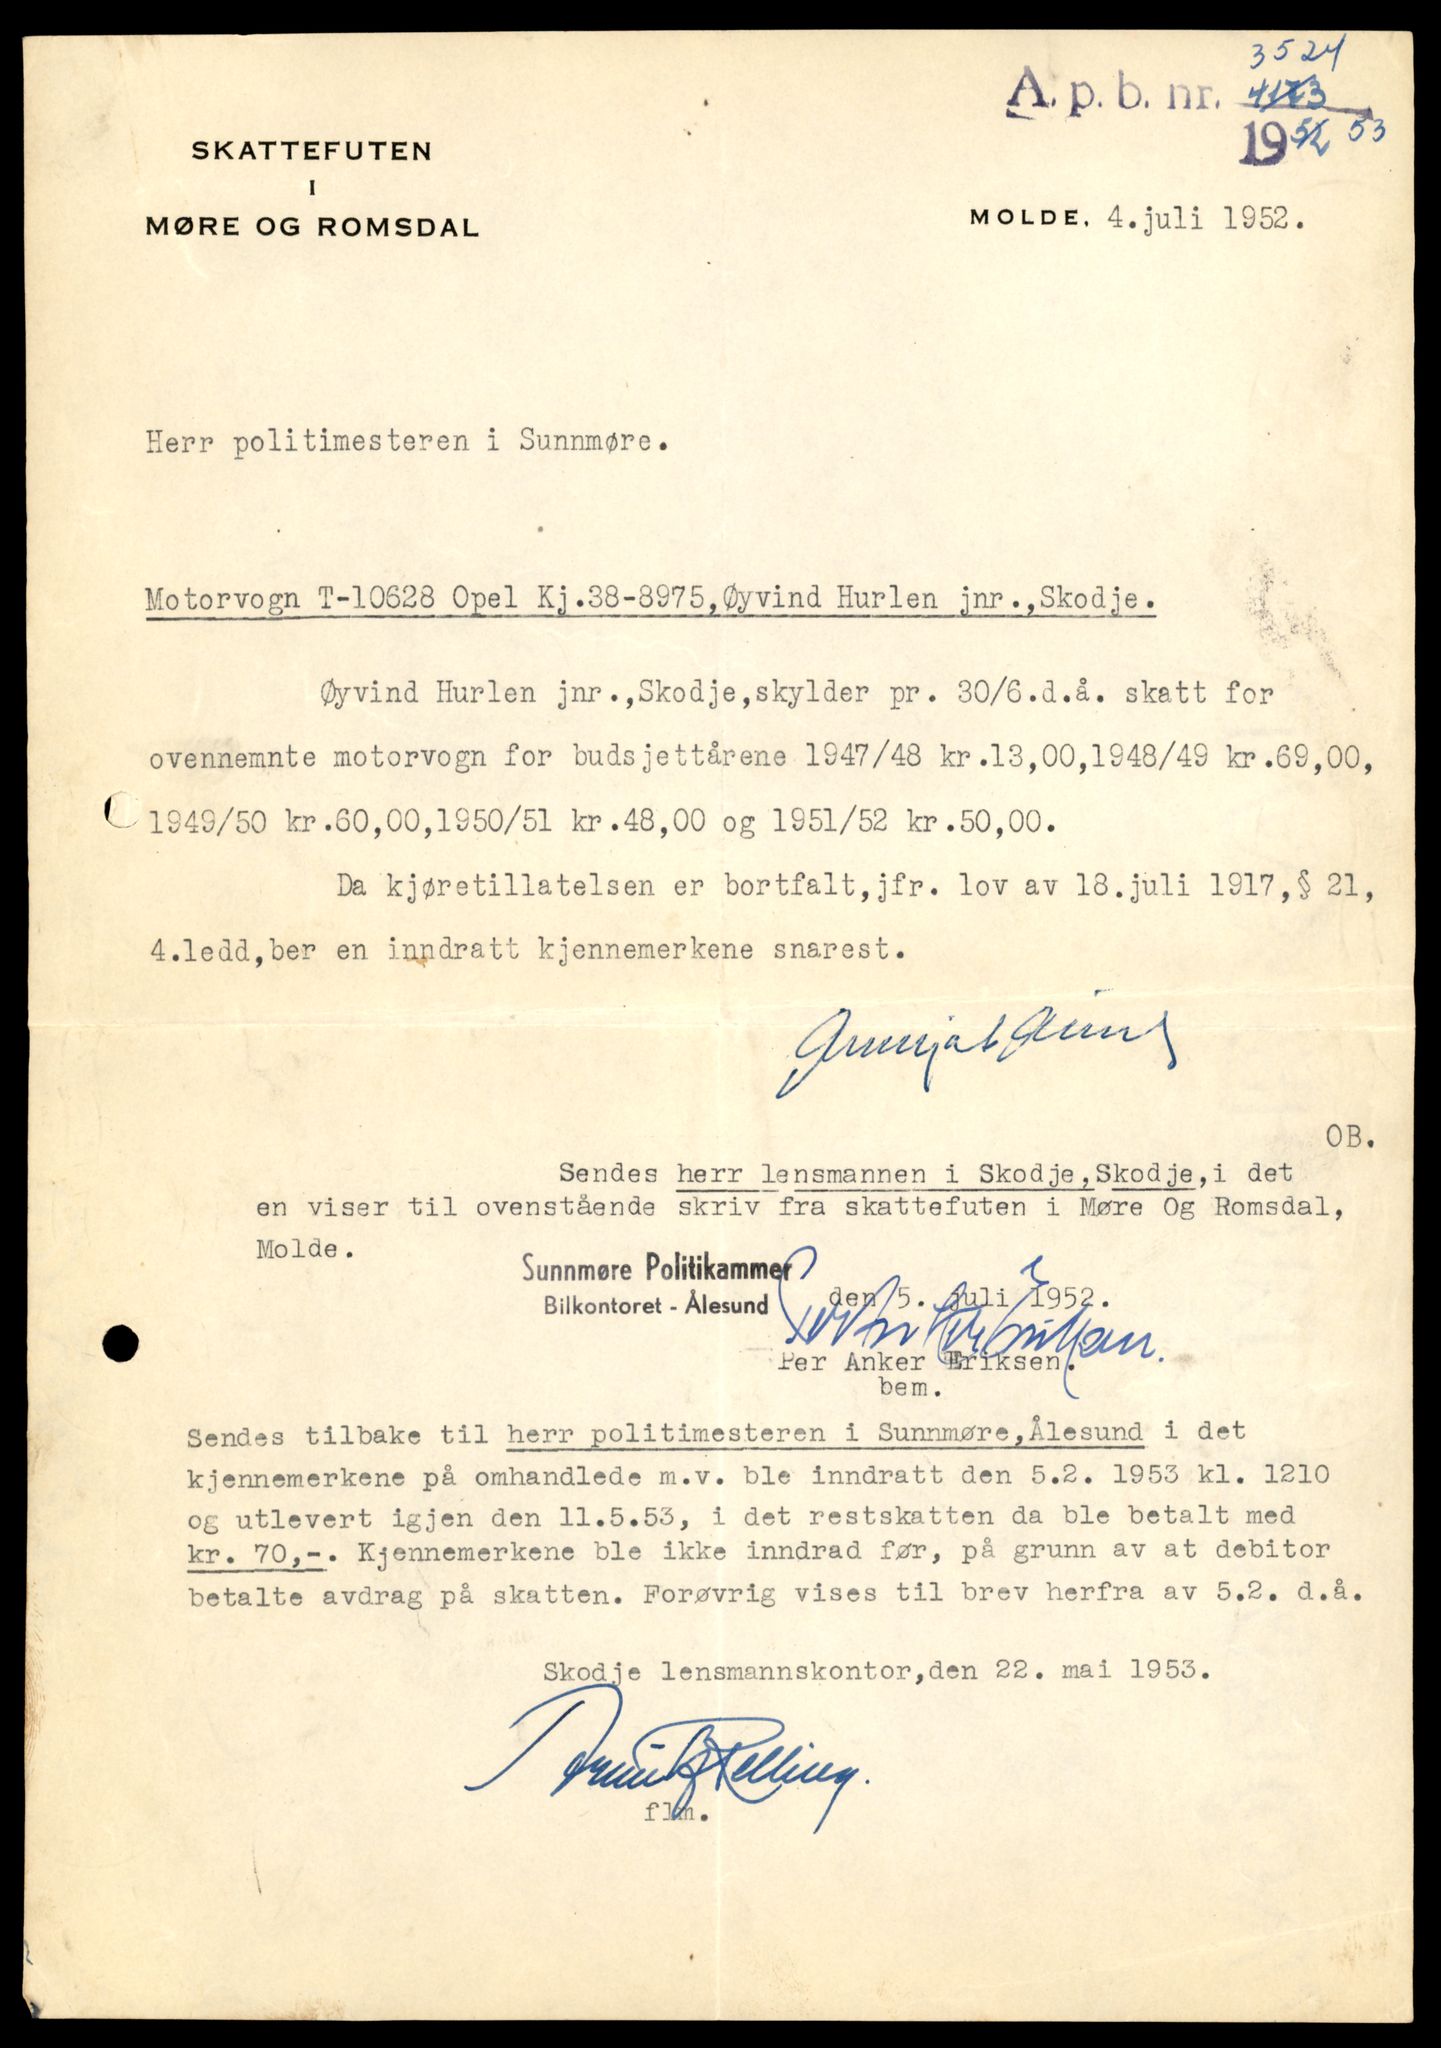 3524
A. p. b. nr. 4173
1952 53
SKATTEFUTEN
I
MØRE OG ROMSDAL
MOLDE, 4.juli 1952.
Herr politimesteren i Sunnmøre.
Motorvogn T-10628 Opel Kj.38-8975,Øyvind Hurlen jnr.,Skodje.
Øyvind Hurlen jnr.,Skodje,skylder pr. 30/6.d.å. skatt for
ovennemnte motorvogn for budsjettårene 1947/48 kr.13,00,1948/49 kr.69,00,
1949/50 kr.60,00,1950/51 kr.48,00 og 1951/52 kr.50,00.
Da kjøretillatelsen er bortfalt,jfr. lov av 18.juli 1917,§ 21,
4.ledd,ber en inndratt kjennemerkene snarest.
OB.
Sendes herr lensmannen i Skodje,Skodje,i det
en viser til ovenstående skriv fra skattefuten i Møre Og Romsdal,
Molde.
Sunnmøre Politikammer
Bilkontoret - Ålesund den 5. juli 1952.
Per Anker Eriksen.
bem.
Sendes tilbake til herr politimesteren i Sunnmøre,Ålesund i det
kjennemerkene på omhandlede m.v. ble inndratt den 5.2. 1953 kl. 1210
og utlevert igjen den 11.5.53, i det restskatten da ble betalt med
kr. 70,-. Kjennemerkene ble ikke inndrad før, på grunn av at debitor
betalte avdrag på skatten. Forøvrig vises til brev herfra av 5.2. d.å.
Skodje lensmannskontor,den 22. mai 1953.
flm.